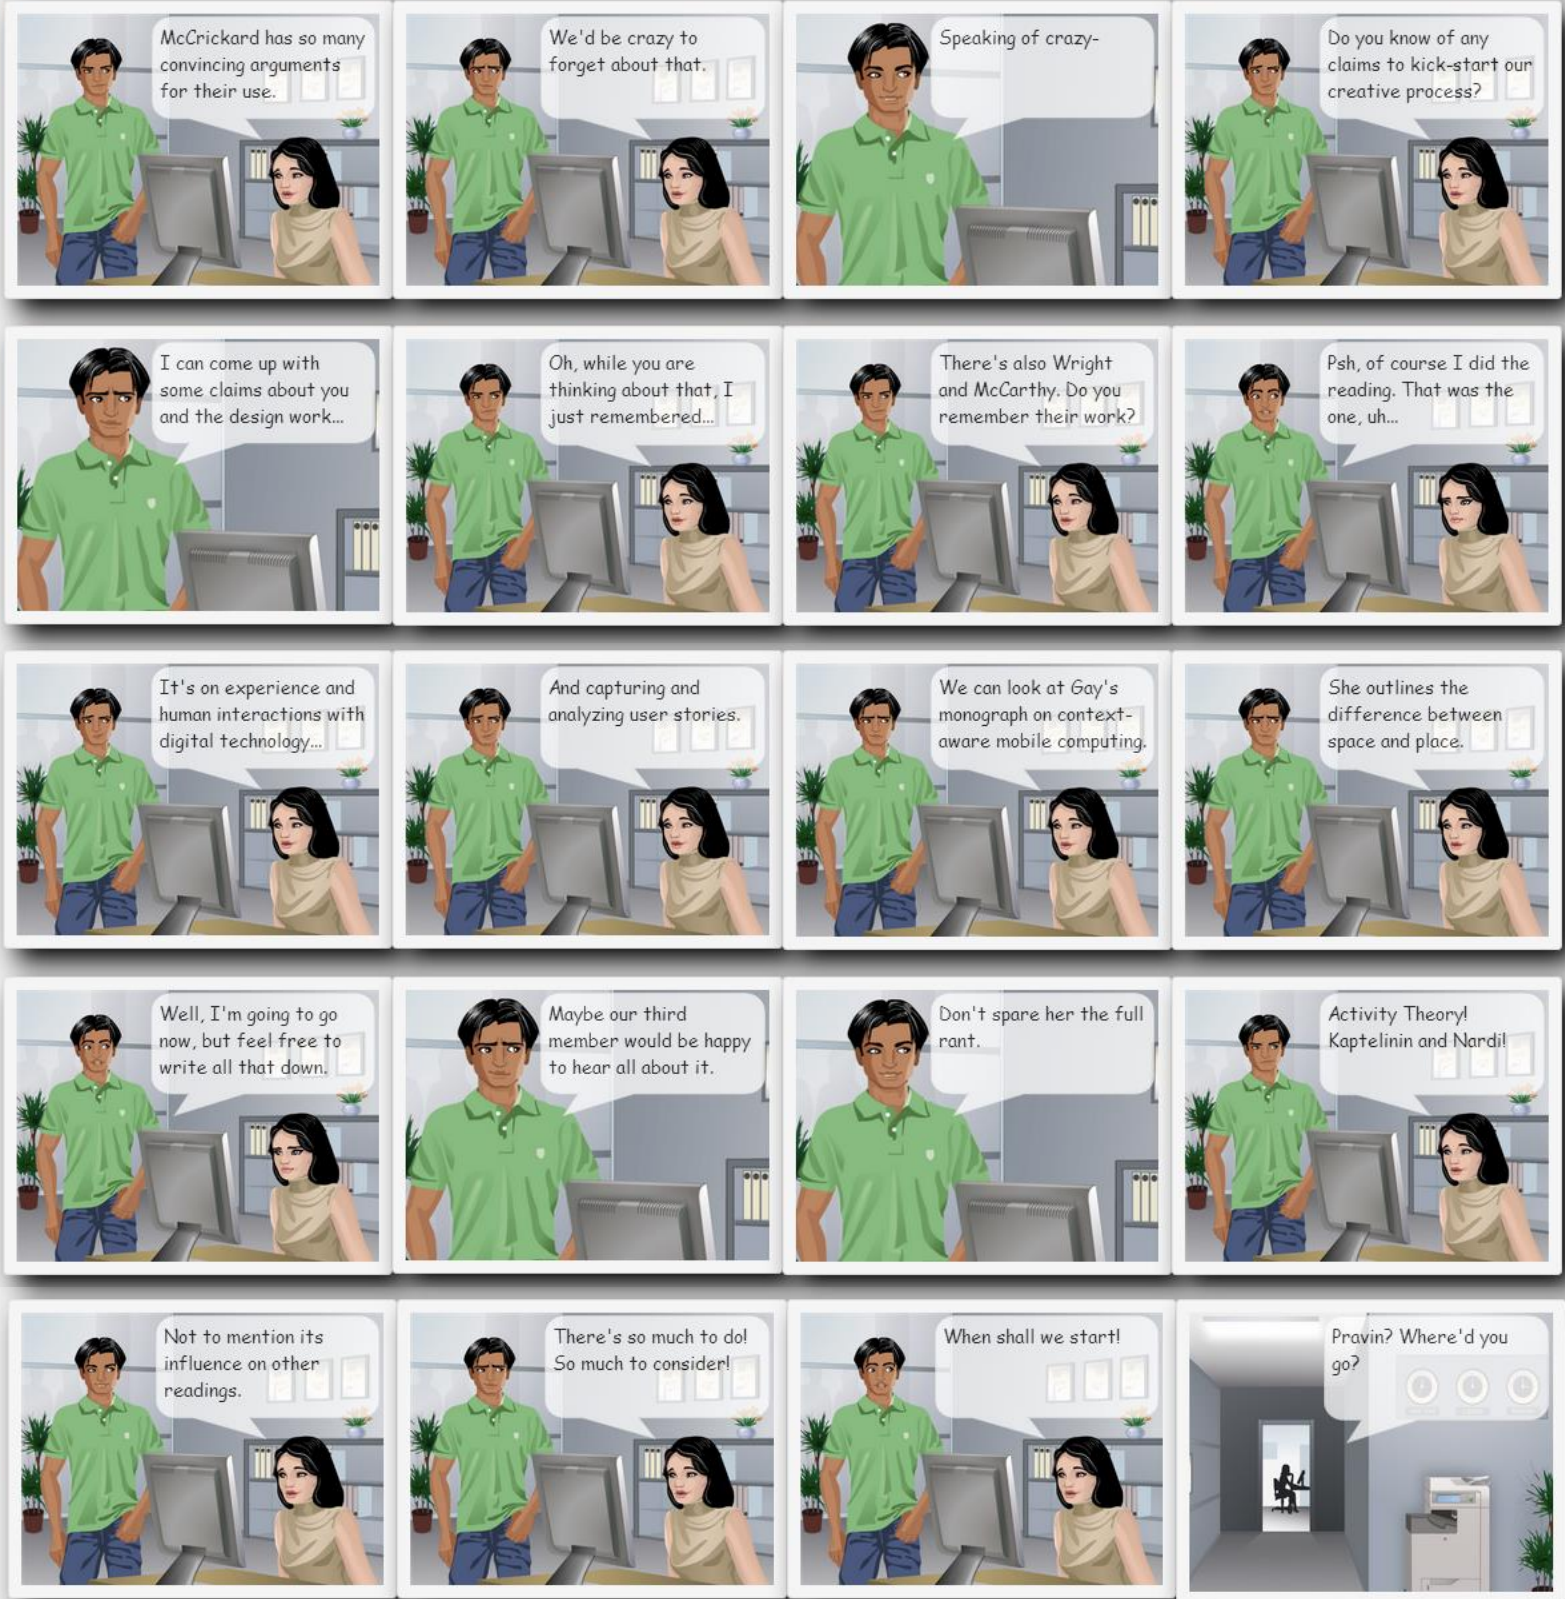 McCrickard has so many
convincing arguments
for their use.
We'd be crazy to
forget about that.
Speaking of crazy-
Do you know of any
claims to kick-start our
creative process?
I can come up with
some claims about you
and the design work...
Oh, while you are
thinking about that, I
just remembered...
There's also Wright
and McCarthy. Do you
remember their work?
Psh, of course I did the
reading. That was the
one, uh...
It's on experience and
human interactions with
digital technology...
And capturing and
analyzing user stories.
We can look at Gay's
monograph on context-
aware mobile computing.
She outlines the
difference between
space and place.
Well, I'm going to go
now, but feel free to
write all that down.
Maybe our third
member would be happy
to hear all about it.
Don't spare her the full
rant.
Activity Theory!
Kaptelinin and Nardi!
Not to mention its
influence on other
readings.
There's so much to do!
So much to consider!
When shall we start!
Pravin? Where'd you
go?